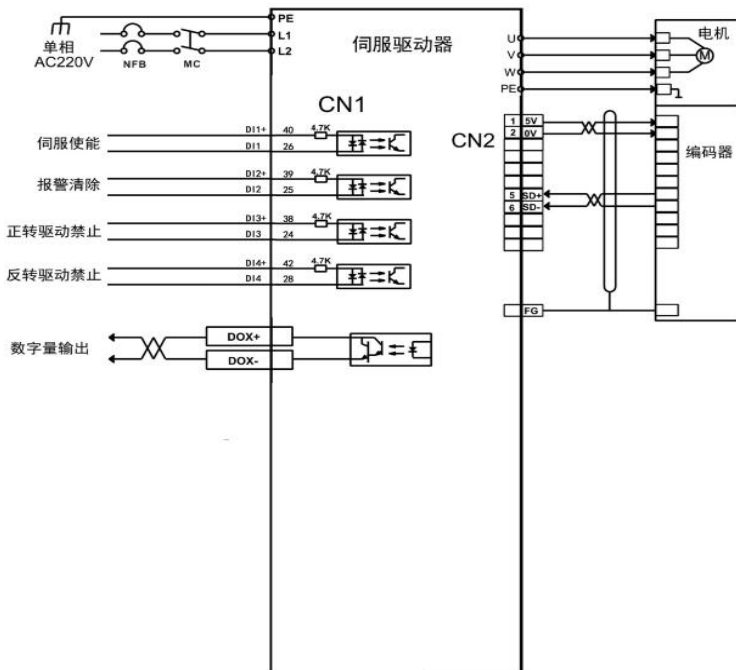 PE
L1
L2
单相
AC220V
NFB
MC
伺服驱动器
U
V
W
PE
电机
M
CN1
CN2
1 5V
2 0V
5 SD+
6 SD-
FG
编码器
伺服使能
DI1+ 40 4.7K
DI1 26
报警清除
DI2+ 39 4.7K
DI2 25
正转驱动禁止
DI3+ 38 4.7K
DI3 24
反转驱动禁止
DI4+ 42 4.7K
DI4 28
数字量输出
DOX+
DOX-